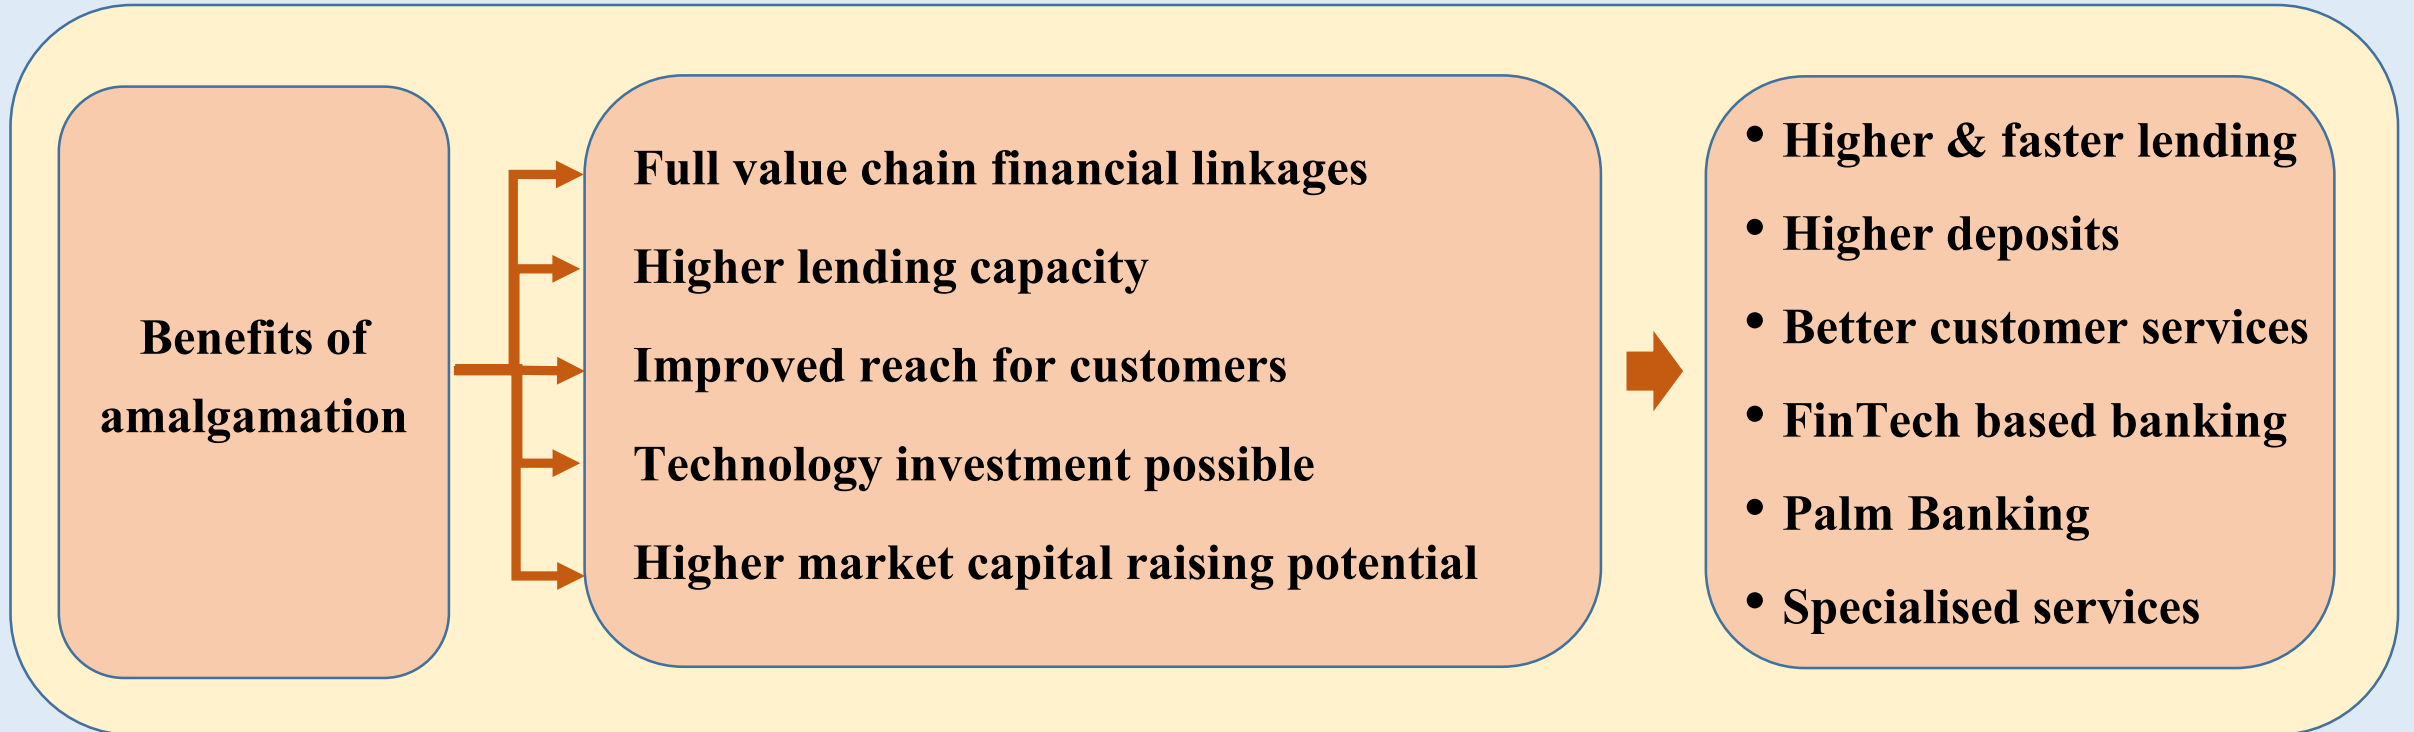 Benefits of
amalgamation
Full value chain financial linkages
Higher lending capacity
Improved reach for customers
Technology investment possible
Higher market capital raising potential
• Higher & faster lending
• Higher deposits
• Better customer services
• FinTech based banking
• Palm Banking
• Specialised services